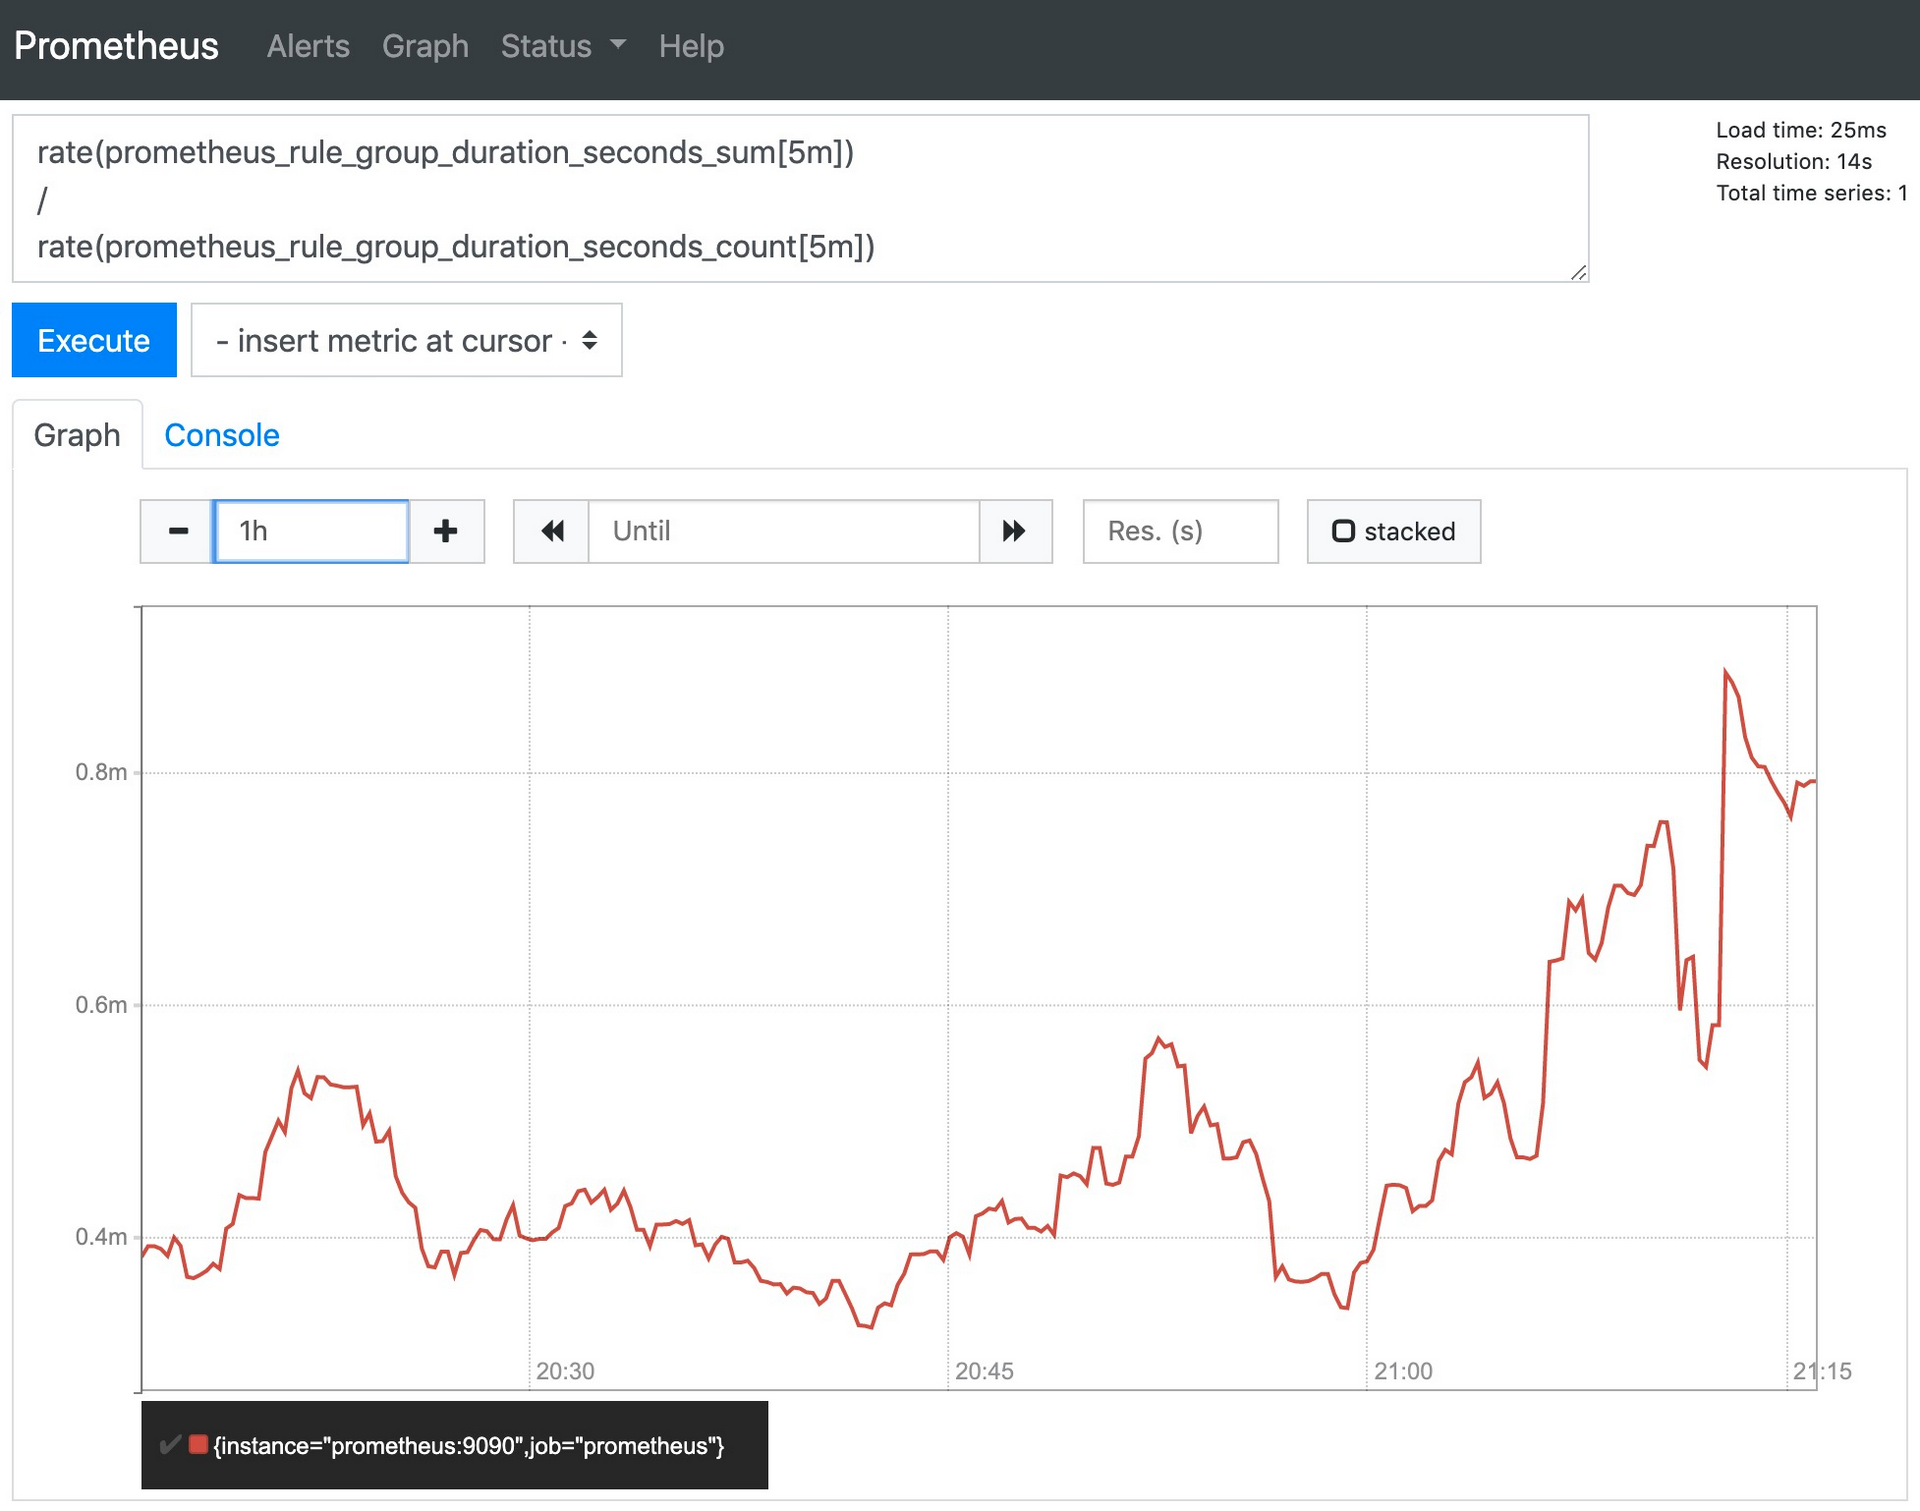 Prometheus Alerts Graph Status Help
rate(prometheus_rule_group_duration_seconds_sum[5m])
/
rate(prometheus_rule_group_duration_seconds_count[5m])
Load time: 25ms
Resolution: 14s
Total time series: 1
Execute - insert metric at cursor -
Graph Console
1h Until Res. (s) stacked
0.8m
0.6m
0.4m
20:30 20:45 21:00 21:15
{instance="prometheus:9090",job="prometheus"}